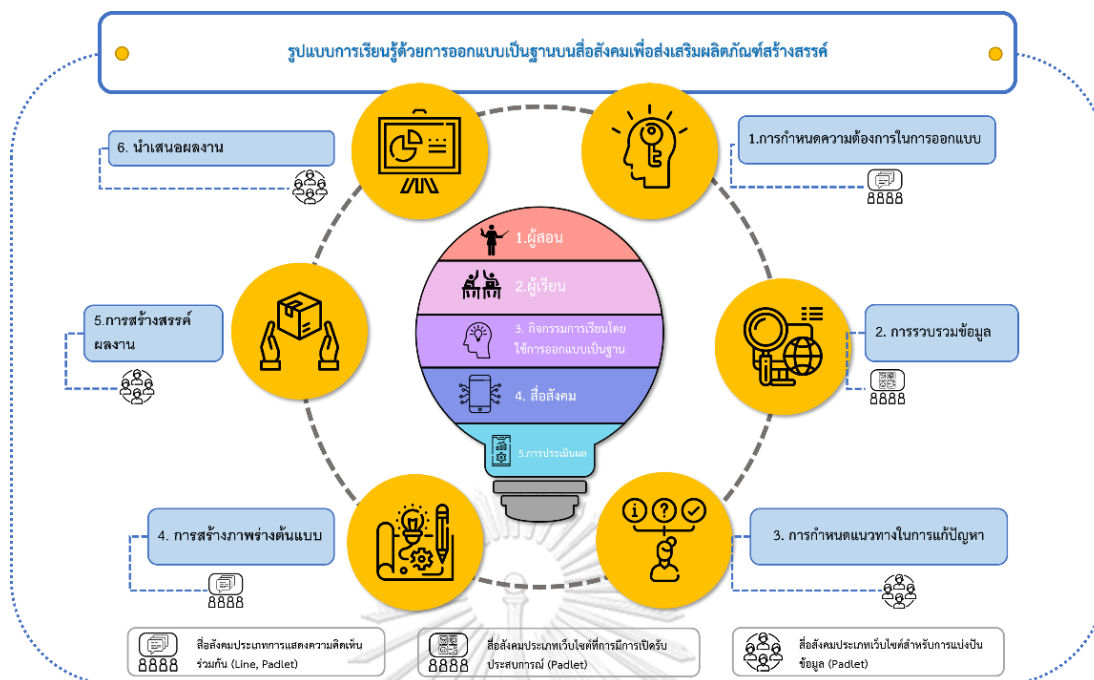 รูปแบบการเรียนรู้ด้วยการออกแบบเป็นฐานบนสื่อสังคมเพื่อส่งเสริมผลิตภัณฑ์สร้างสรรค์
6. นำเสนอผลงาน
1.การกำหนดความต้องการในการออกแบบ
1.ผู้สอน
2.ผู้เรียน
3. กิจกรรมการเรียนโดย
ใช้การออกแบบเป็นฐาน
4. สื่อสังคม
5.การประเมินผล
5.การสร้างสรรค์
ผลงาน
2. การรวบรวมข้อมูล
4. การสร้างภาพร่างต้นแบบ
3. การกำหนดแนวทางในการแก้ปัญหา
สื่อสังคมประเภทการแสดงความคิดเห็น
ร่วมกัน (Line, Padlet)
สื่อสังคมประเภทเว็บไซต์ที่การมีการเปิดรับ
ประสบการณ์ (Padlet)
สื่อสังคมประเภทเว็บไซต์สำหรับการแบ่งปัน
ข้อมูล (Padlet)